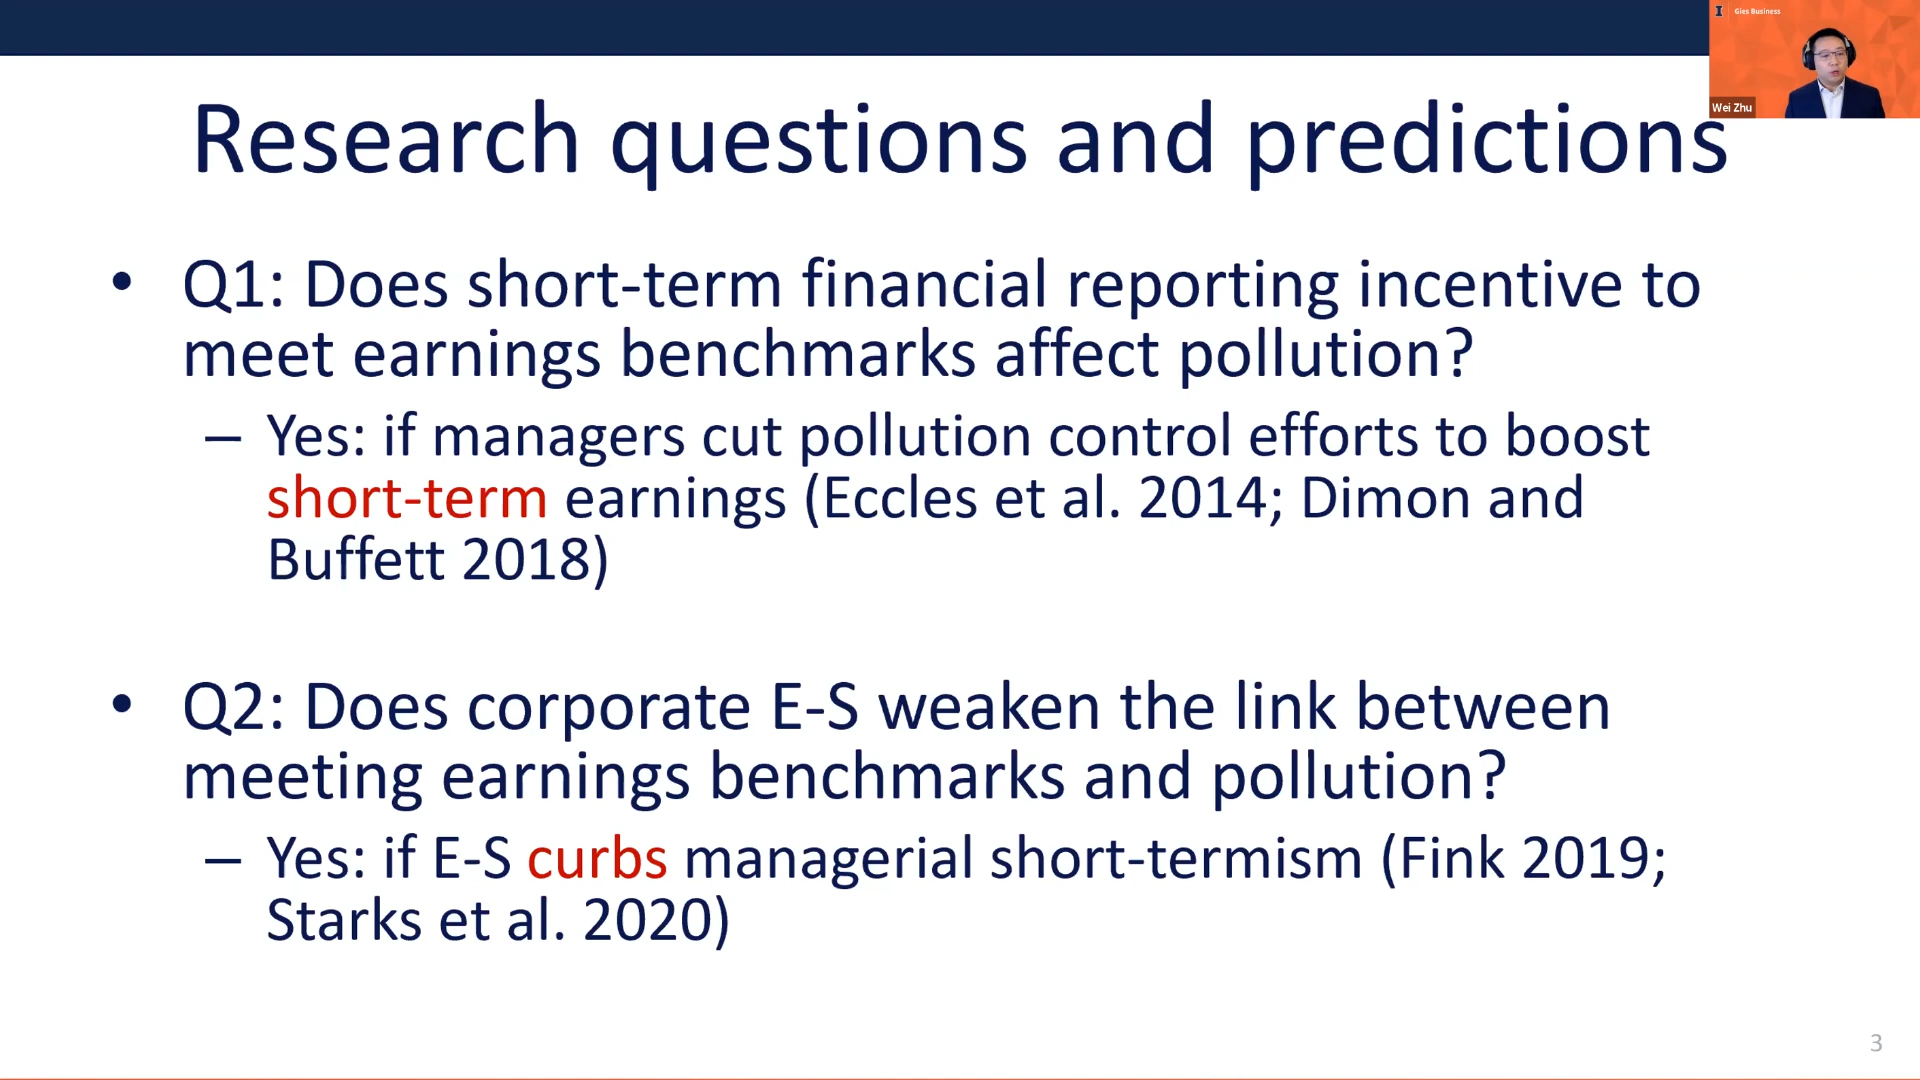 Gies Business
Wei Zhu
Research questions and predictions
• Q1: Does short-term financial reporting incentive to
meet earnings benchmarks affect pollution?
– Yes: if managers cut pollution control efforts to boost
short-term earnings (Eccles et al. 2014; Dimon and
Buffett 2018)
• Q2: Does corporate E-S weaken the link between
meeting earnings benchmarks and pollution?
– Yes: if E-S curbs managerial short-termism (Fink 2019;
Starks et al. 2020)
3